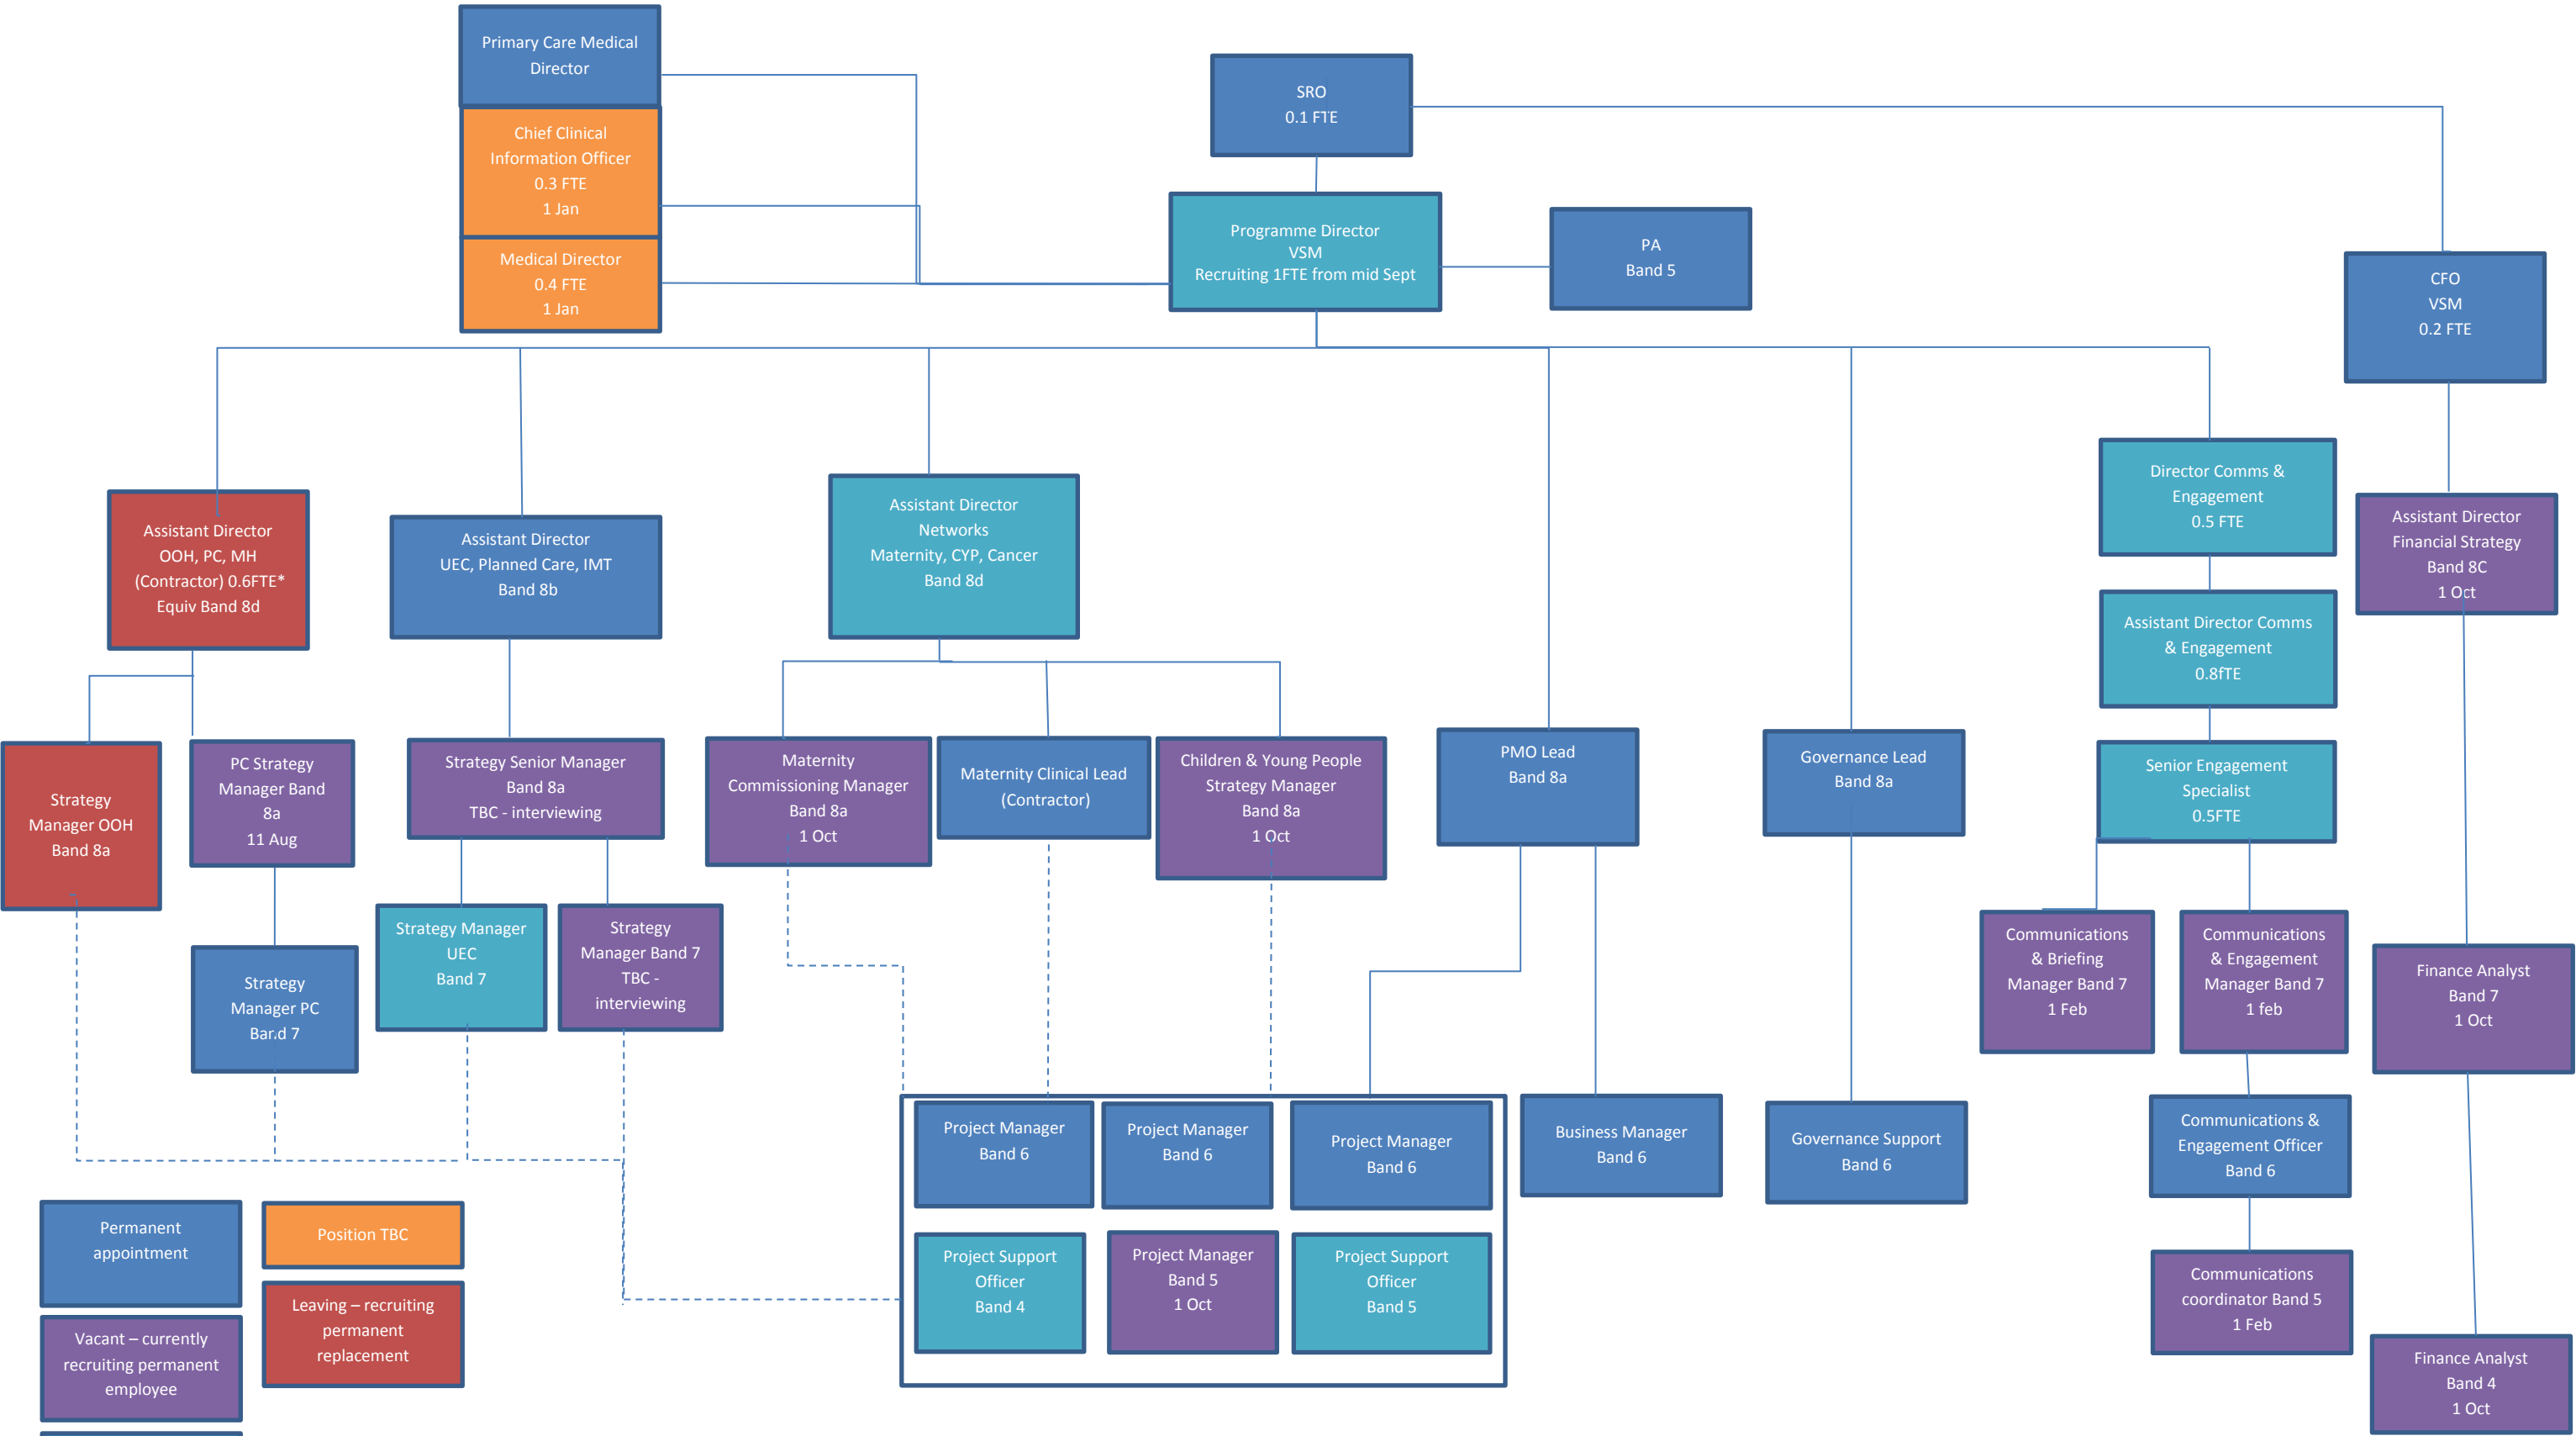 Primary Care Medical
Director
Chief Clinical
Information Officer
0.3 FTE
1 Jan
Medical Director
0.4 FTE
1 Jan
SRO
0.1 FTE
Programme Director
VSM
Recruiting 1FTE from mid Sept
PA
Band 5
CFO
VSM
0.2 FTE
Assistant Director
OOH, PC, MH
(Contractor) 0.6FTE*
Equiv Band 8d
Assistant Director
UEC, Planned Care, IMT
Band 8b
Assistant Director
Networks
Maternity, CYP, Cancer
Band 8d
Director Comms &
Engagement
0.5 FTE
Assistant Director
Financial Strategy
Band 8C
1 Oct
Assistant Director Comms
& Engagement
0.8fTE
Strategy
Manager OOH
Band 8a
PC Strategy
Manager Band
8a
11 Aug
Strategy Senior Manager
Band 8a
TBC - interviewing
Maternity
Commissioning Manager
Band 8a
1 Oct
Maternity Clinical Lead
(Contractor)
Children & Young People
Strategy Manager
Band 8a
1 Oct
PMO Lead
Band 8a
Governance Lead
Band 8a
Senior Engagement
Specialist
0.5FTE
Strategy
Manager PC
Band 7
Strategy Manager
UEC
Band 7
Strategy
Manager Band 7
TBC -
interviewing
Communications
& Briefing
Manager Band 7
1 Feb
Communications
& Engagement
Manager Band 7
1 feb
Finance Analyst
Band 7
1 Oct
Project Manager
Band 6
Project Manager
Band 6
Project Manager
Band 6
Business Manager
Band 6
Governance Support
Band 6
Communications &
Engagement Officer
Band 6
Project Support
Officer
Band 4
Project Manager
Band 5
1 Oct
Project Support
Officer
Band 5
Communications
coordinator Band 5
1 Feb
Finance Analyst
Band 4
1 Oct
Permanent
appointment
Position TBC
Vacant – currently
recruiting permanent
employee
Leaving – recruiting
permanent
replacement